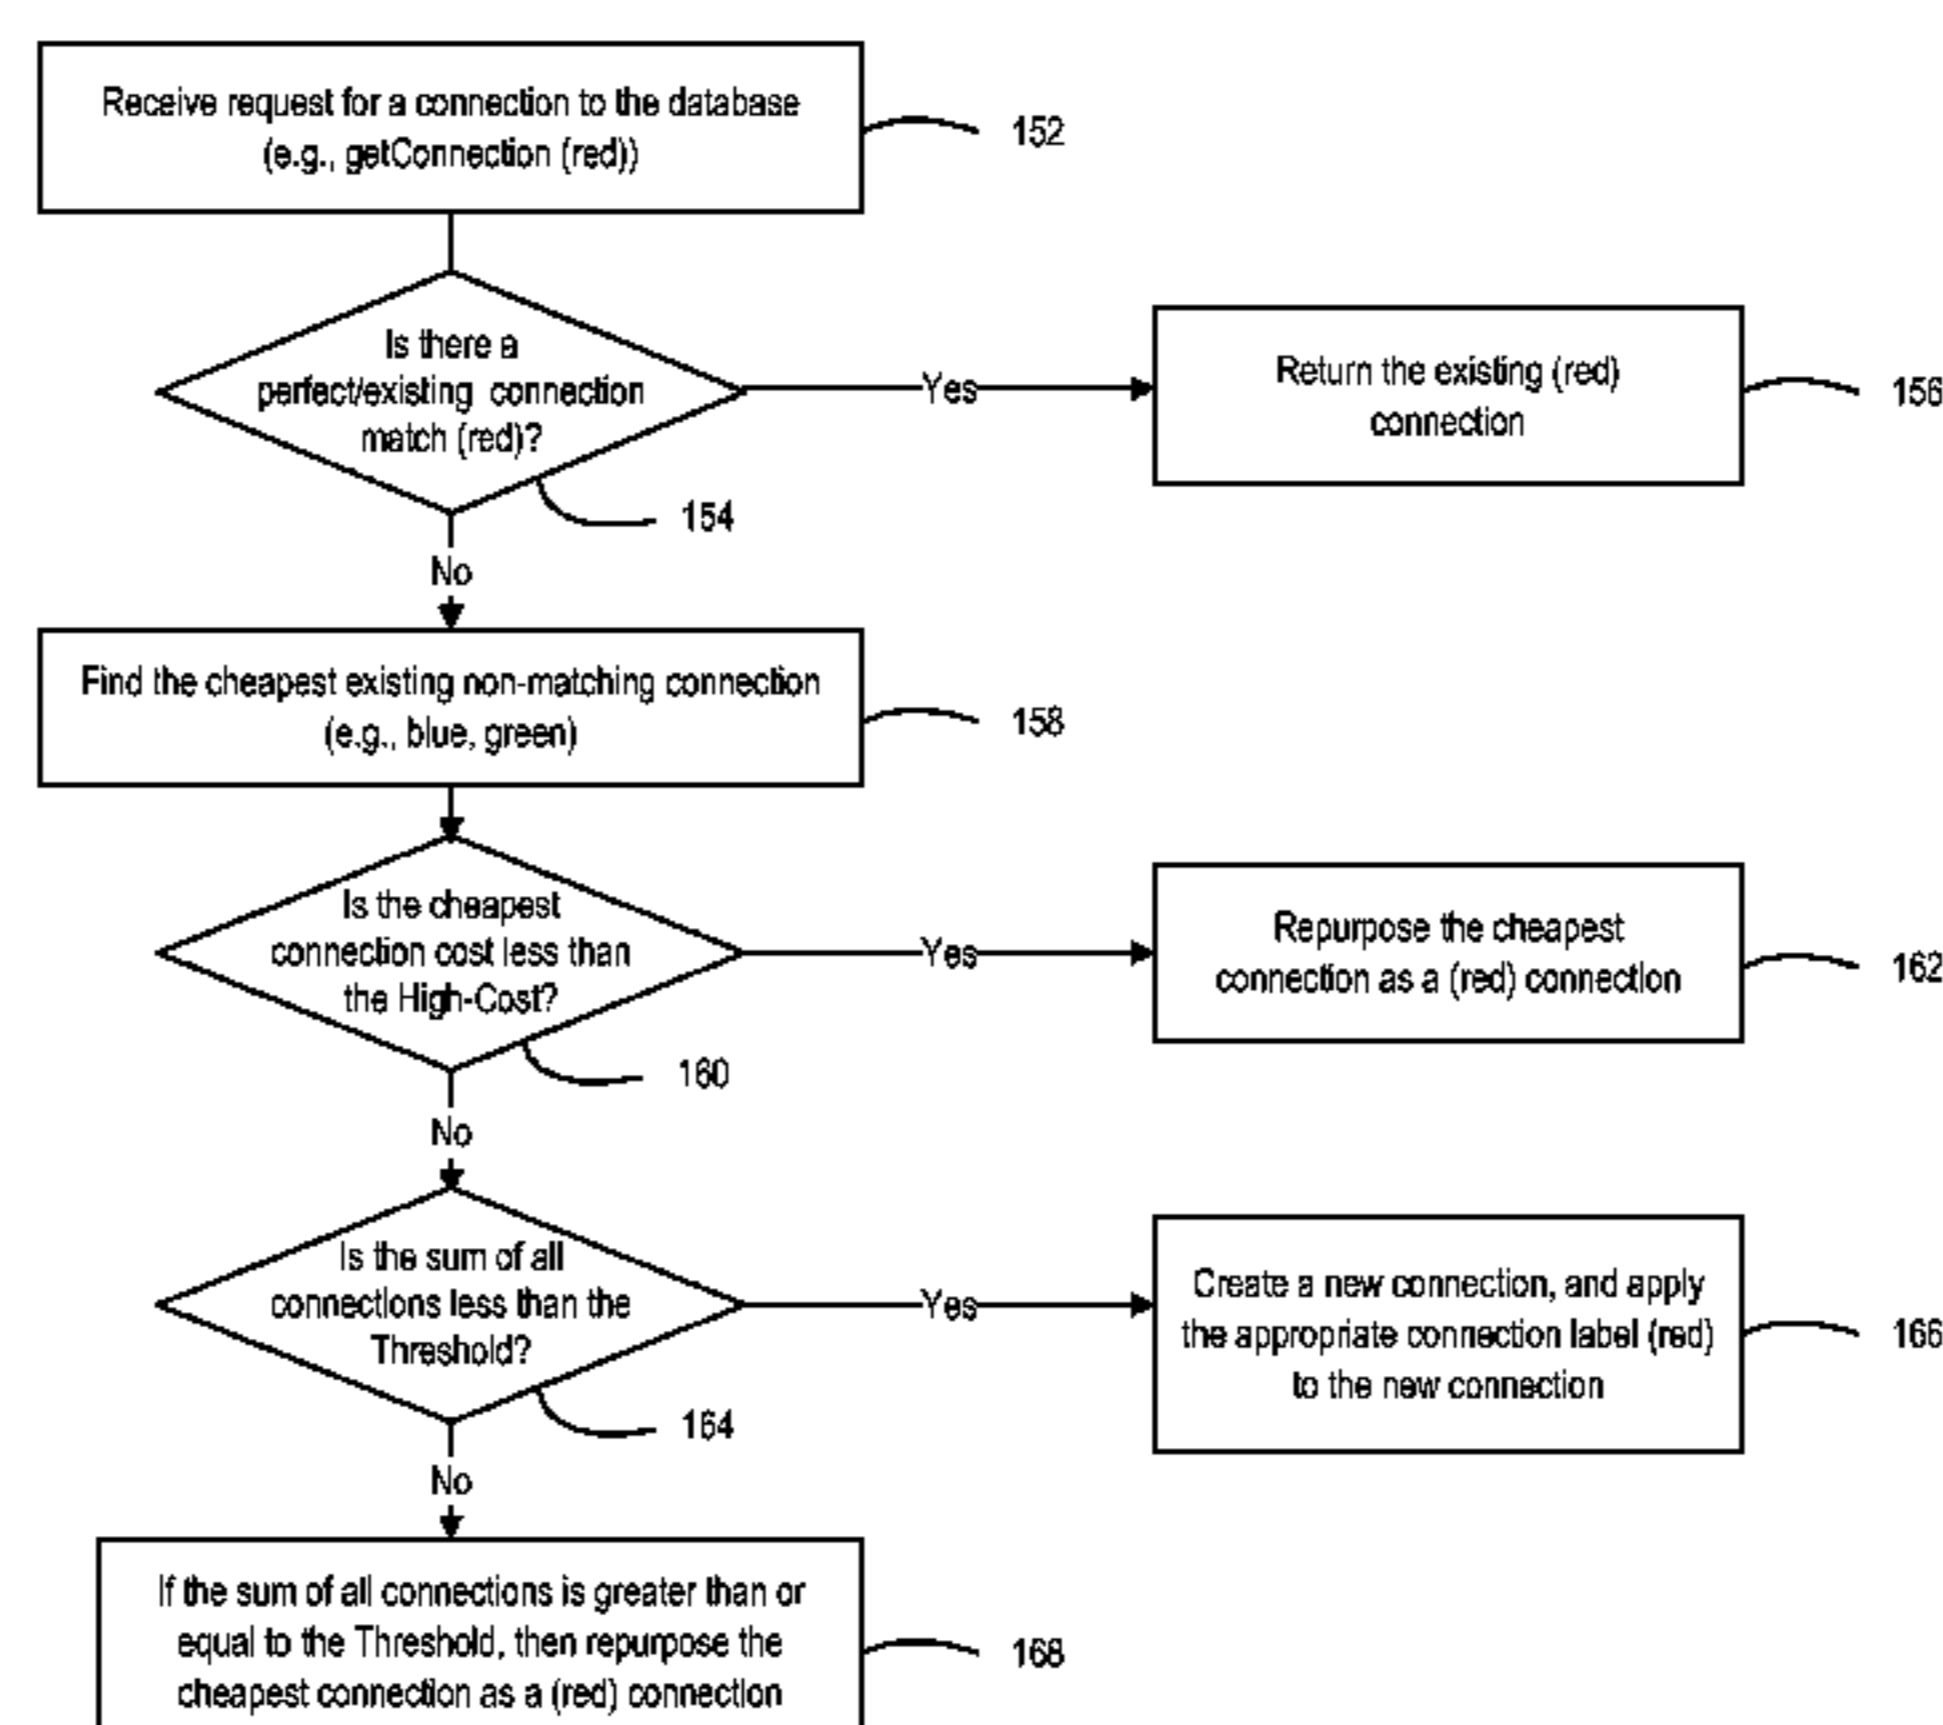 Receive request for a connection to the database
(e.g., getConnection (red))
152
Is there a
perfect/existing connection
match (red)?
154
Yes
Return the existing (red)
connection
156
No
Find the cheapest existing non-matching connection
(e.g., blue, green)
158
Is the cheapest
connection cost less than
the High-Cost?
160
Yes
Repurpose the cheapest
connection as a (red) connection
162
No
Is the sum of all
connections less than the
Threshold?
164
Yes
Create a new connection, and apply
the appropriate connection label (red)
to the new connection
166
No
If the sum of all connections is greater than or
equal to the Threshold, then repurpose the
cheapest connection as a (red) connection
168